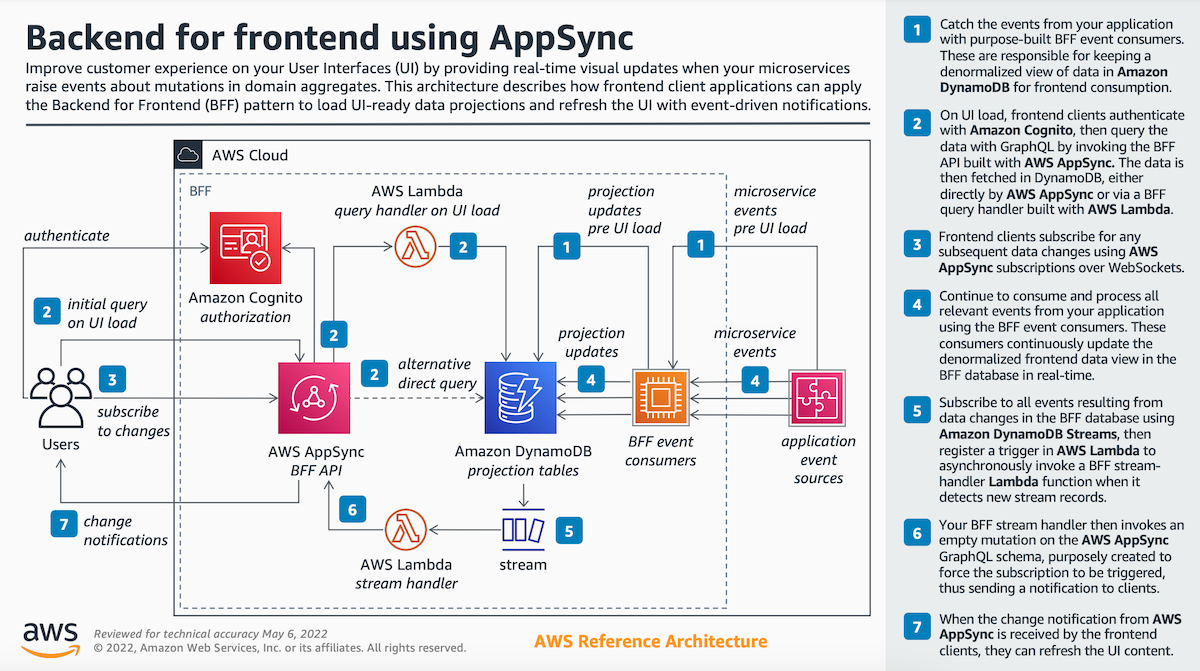 Backend for frontend using AppSync
Improve customer experience on your User Interfaces (UI) by providing real-time visual updates when your microservices
raise events about mutations in domain aggregates. This architecture describes how frontend client applications can apply
the Backend for Frontend (BFF) pattern to load UI-ready data projections and refresh the UI with event-driven notifications.
AWS Cloud
BFF
authenticate
Amazon Cognito
authorization
AWS Lambda
query handler on UI load
2
projection
updates
pre UI load
1
microservice
events
pre UI load
1
2
initial query
on UI load
2
2
alternative
direct query
projection
updates
4
microservice
events
4
3
subscribe
to changes
Users
AWS AppSync
BFF API
Amazon DynamoDB
projection tables
BFF event
consumers
application
event
sources
7
change
notifications
6
AWS Lambda
stream handler
stream
5
aws
Reviewed for technical accuracy May 6, 2022
© 2022, Amazon Web Services, Inc. or its affiliates. All rights reserved.
AWS Reference Architecture
1
Catch the events from your application
with purpose-built BFF event consumers.
These are responsible for keeping a
denormalized view of data in Amazon
DynamoDB for frontend consumption.
2
On UI load, frontend clients authenticate
with Amazon Cognito, then query the
data with GraphQL by invoking the BFF
API built with AWS AppSync. The data is
then fetched in DynamoDB, either
directly by AWS AppSync or via a BFF
query handler built with AWS Lambda.
3
Frontend clients subscribe for any
subsequent data changes using AWS
AppSync subscriptions over WebSockets.
4
Continue to consume and process all
relevant events from your application
using the BFF event consumers. These
consumers continuously update the
denormalized frontend data view in the
BFF database in real-time.
5
Subscribe to all events resulting from
data changes in the BFF database using
Amazon DynamoDB Streams, then
register a trigger in AWS Lambda to
asynchronously invoke a BFF stream-
handler Lambda function when it
detects new stream records.
6
Your BFF stream handler then invokes an
empty mutation on the AWS AppSync
GraphQL schema, purposely created to
force the subscription to be triggered,
thus sending a notification to clients.
7
When the change notification from AWS
AppSync is received by the frontend
clients, they can refresh the UI content.